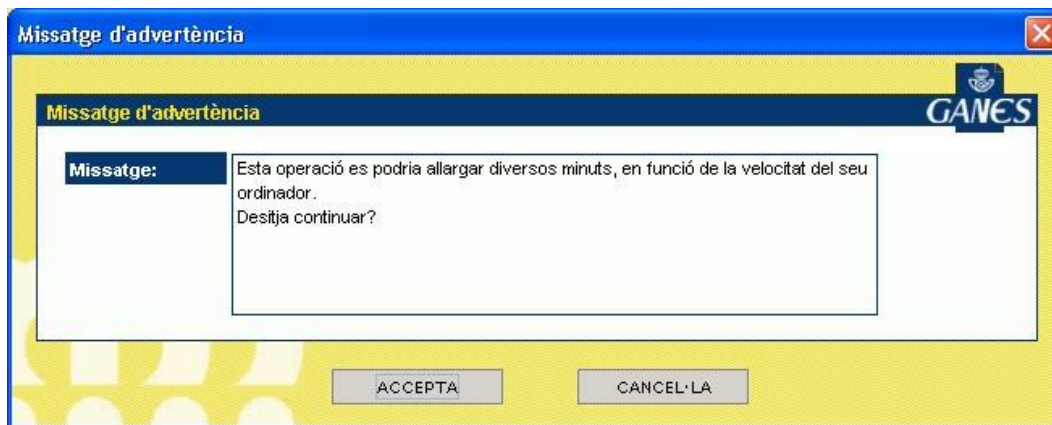 Missatge d'advertència
GANES
Missatge d'advertència
Missatge:
Esta operació es podria allargar diversos minuts, en funció de la velocitat del seu
ordinador.
Desitja continuar?
ACCEPTA
CANCEL·LA